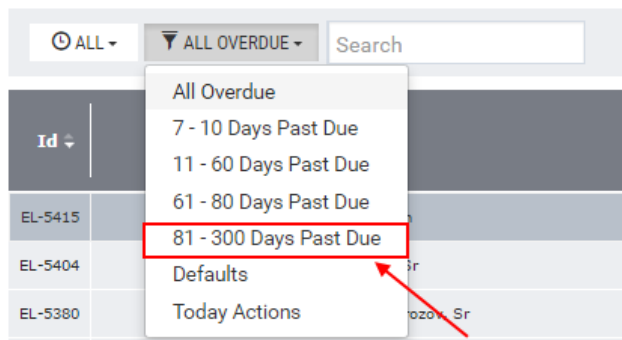 ALL
ALL OVERDUE
Search
All Overdue
7 - 10 Days Past Due
Id
11 - 60 Days Past Due
61 - 80 Days Past Due
EL-5415
81 - 300 Days Past Due
EL-5404
Sr
Defaults
EL-5380
Today Actions
Sr